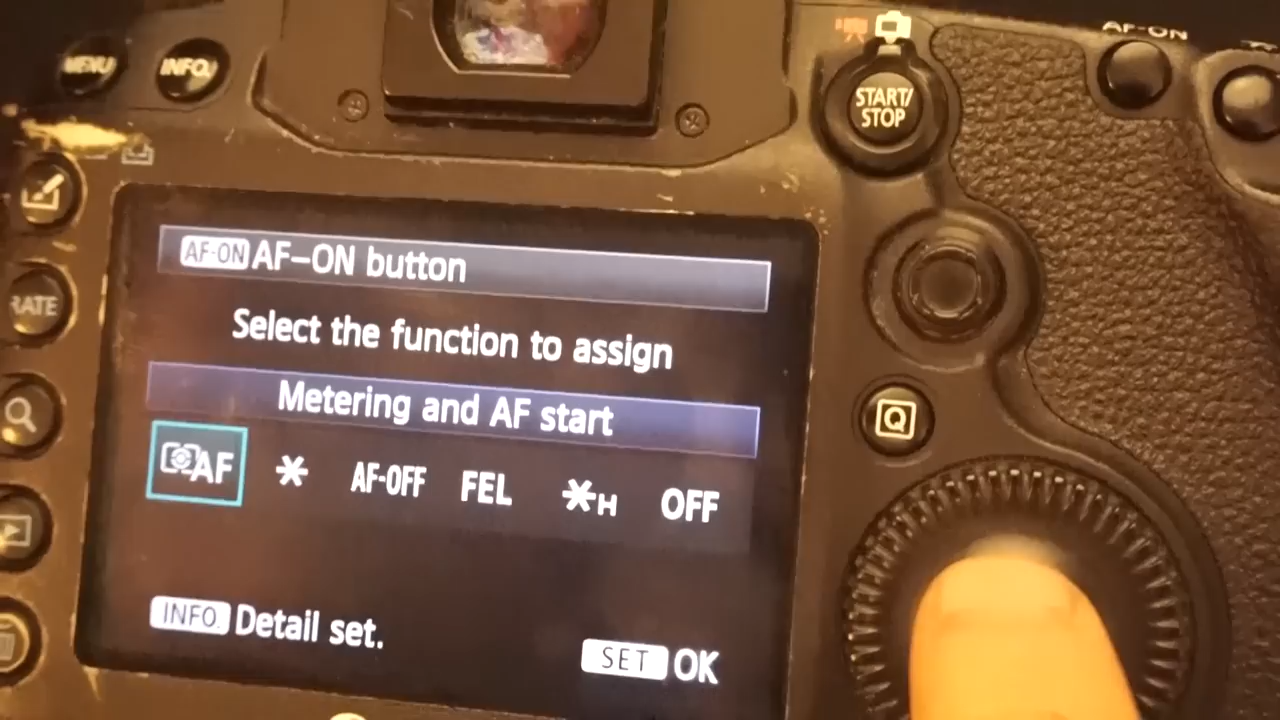 MENU
INFO.
START/
STOP
AF-ON
RATE
AF-ON AF-ON button
Select the function to assign
Metering and AF start
AF * AF-OFF FEL *H OFF
Q
INFO. Detail set.
SET OK